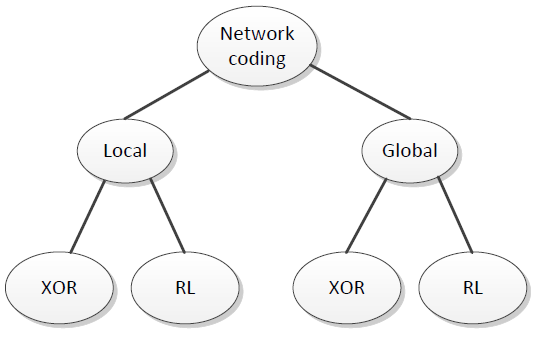 Network
coding
Local
Global
XOR
RL
XOR
RL